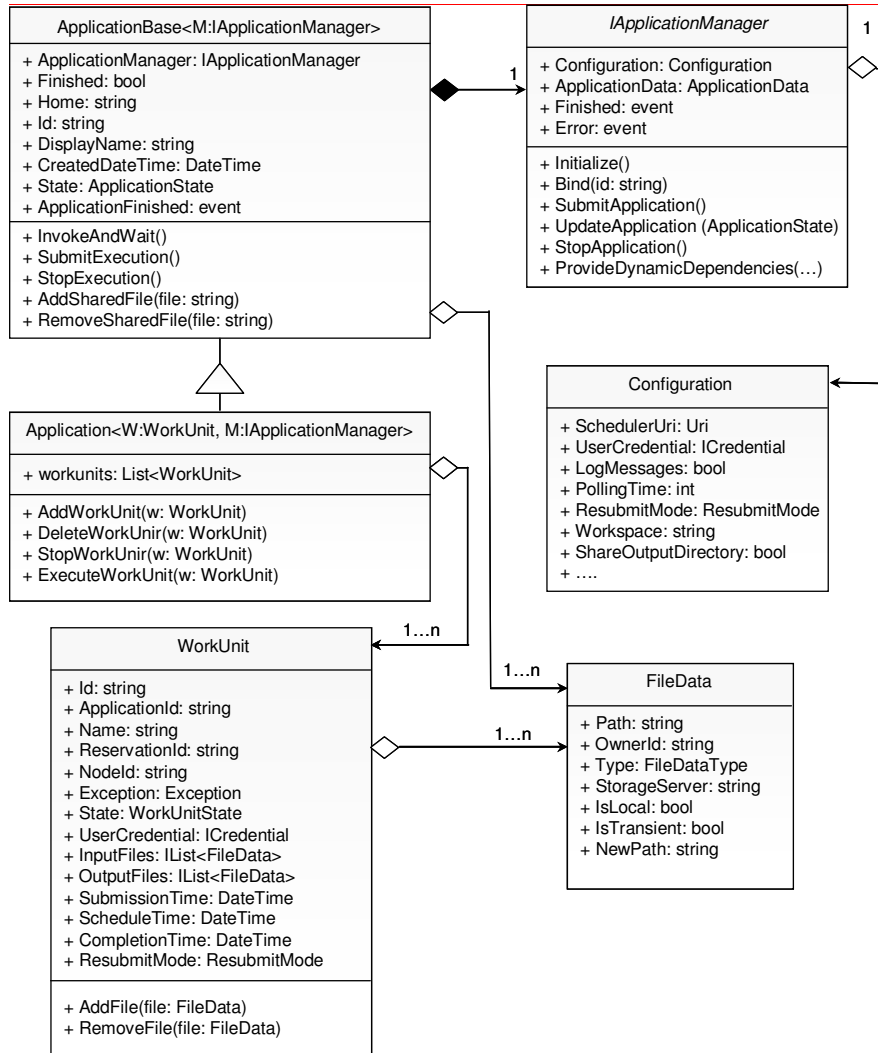 ApplicationBase<M:IApplicationManager>
+ ApplicationManager: IApplicationManager
+ Finished: bool
+ Home: string
+ Id: string
+ DisplayName: string
+ CreatedDateTime: DateTime
+ State: ApplicationState
+ ApplicationFinished: event
+ InvokeAndWait()
+ SubmitExecution()
+ StopExecution()
+ AddSharedFile(file: string)
+ RemoveSharedFile(file: string)
1
IApplicationManager
+ Configuration: Configuration
+ ApplicationData: ApplicationData
+ Finished: event
+ Error: event
+ Initialize()
+ Bind(id: string)
+ SubmitApplication()
+ UpdateApplication (ApplicationState)
+ StopApplication()
+ ProvideDynamicDependencies(…)
1
Configuration
+ SchedulerUri: Uri
+ UserCredential: ICredential
+ LogMessages: bool
+ PollingTime: int
+ ResubmitMode: ResubmitMode
+ Workspace: string
+ ShareOutputDirectory: bool
+ ….
Application<W:WorkUnit, M:IApplicationManager>
+ workunits: List<WorkUnit>
+ AddWorkUnit(w: WorkUnit)
+ DeleteWorkUnir(w: WorkUnit)
+ StopWorkUnir(w: WorkUnit)
+ ExecuteWorkUnit(w: WorkUnit)
1…n
WorkUnit
+ Id: string
+ ApplicationId: string
+ Name: string
+ ReservationId: string
+ NodeId: string
+ Exception: Exception
+ State: WorkUnitState
+ UserCredential: ICredential
+ InputFiles: IList<FileData>
+ OutputFiles: IList<FileData>
+ SubmissionTime: DateTime
+ ScheduleTime: DateTime
+ CompletionTime: DateTime
+ ResubmitMode: ResubmitMode
+ AddFile(file: FileData)
+ RemoveFile(file: FileData)
1…n
1…n
FileData
+ Path: string
+ OwnerId: string
+ Type: FileDataType
+ StorageServer: string
+ IsLocal: bool
+ IsTransient: bool
+ NewPath: string